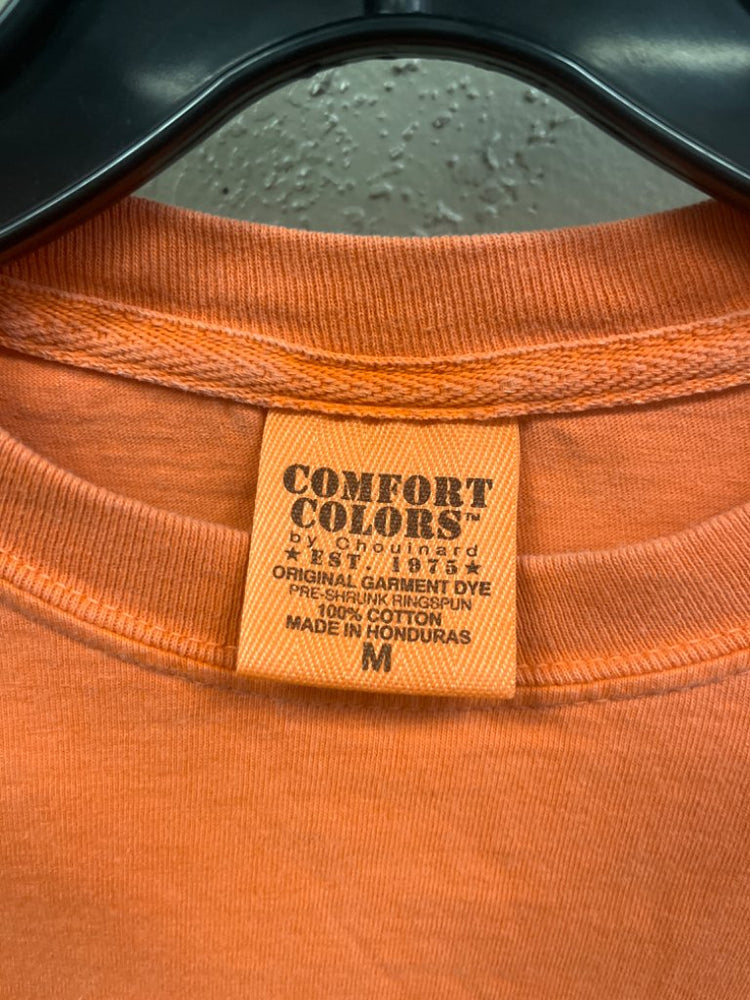 COMFORT
COLORS™
by Chouinard
★ EST. 1975 ★
ORIGINAL GARMENT DYE
PRE-SHRUNK RINGSPUN
100% COTTON
MADE IN HONDURAS
M